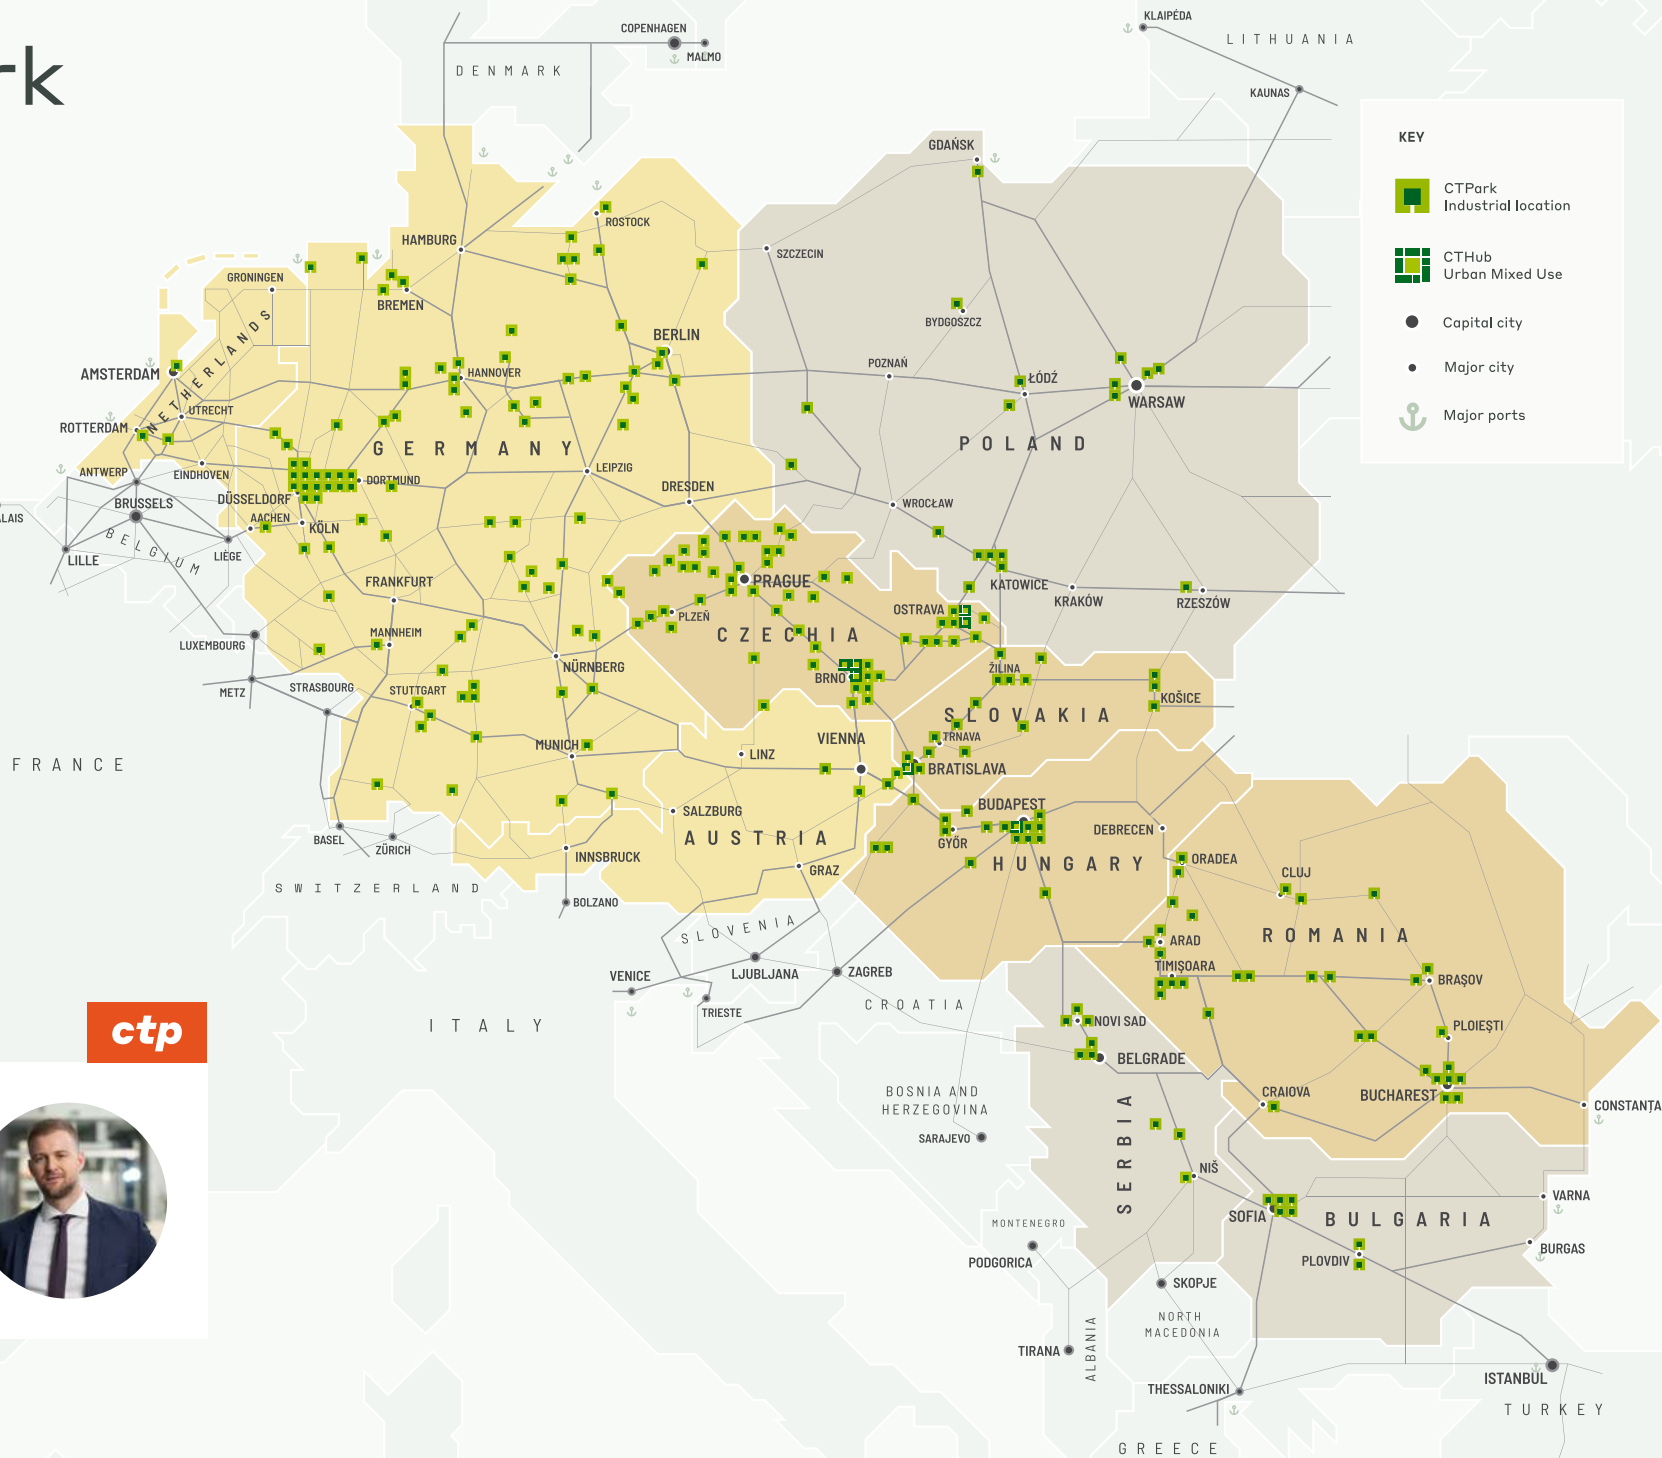 rk
KEY
CTPark
Industrial location
CTHub
Urban Mixed Use
Capital city
Major city
Major ports
COPENHAGEN
MALMO
DENMARK
KLAIPÉDA
LITHUANIA
KAUNAS
GDAŃSK
ROSTOCK
HAMBURG
SZCZECIN
GRONINGEN
BREMEN
BYDGOSZCZ
BERLIN
NETHERLANDS
AMSTERDAM
HANNOVER
POZNAŃ
ŁÓDŹ
WARSAW
UTRECHT
ROTTERDAM
GERMANY
POLAND
ANTWERP
EINDHOVEN
DORTMUND
LEIPZIG
DRESDEN
BRUSSELS
DÜSSELDORF
WROCŁAW
ALAIS
AACHEN
KÖLN
BELGIUM
LIÈGE
LILLE
FRANKFURT
PRAGUE
KATOWICE
KRAKÓW
RZESZÓW
OSTRAVA
PLZEŇ
CZECHIA
LUXEMBOURG
MANNHEIM
NÜRNBERG
ŽILINA
METZ
STRASBOURG
STUTTGART
BRNO
KOŠICE
SLOVAKIA
FRANCE
MUNICH
LINZ
VIENNA
TRNAVA
BRATISLAVA
BUDAPEST
SALZBURG
DEBRECEN
BASEL
ZÜRICH
AUSTRIA
GYÖR
INNSBRUCK
GRAZ
HUNGARY
ORADEA
CLUJ
SWITZERLAND
BOLZANO
SLOVENIA
ROMANIA
ARAD
VENICE
LJUBLJANA
ZAGREB
TIMIŞOARA
BRAŞOV
TRIESTE
CROATIA
ITALY
NOVI SAD
PLOIEŞTI
ctp
BELGRADE
BOSNIA AND
HERZEGOVINA
CRAIOVA
BUCHAREST
CONSTANȚA
SARAJEVO
SERBIA
NIŠ
VARNA
SOFIA
BULGARIA
MONTENEGRO
PODGORICA
PLOVDIV
BURGAS
SKOPJE
NORTH
MACEDONIA
TIRANA
ALBANIA
ISTANBUL
THESSALONIKI
TURKEY
GREECE